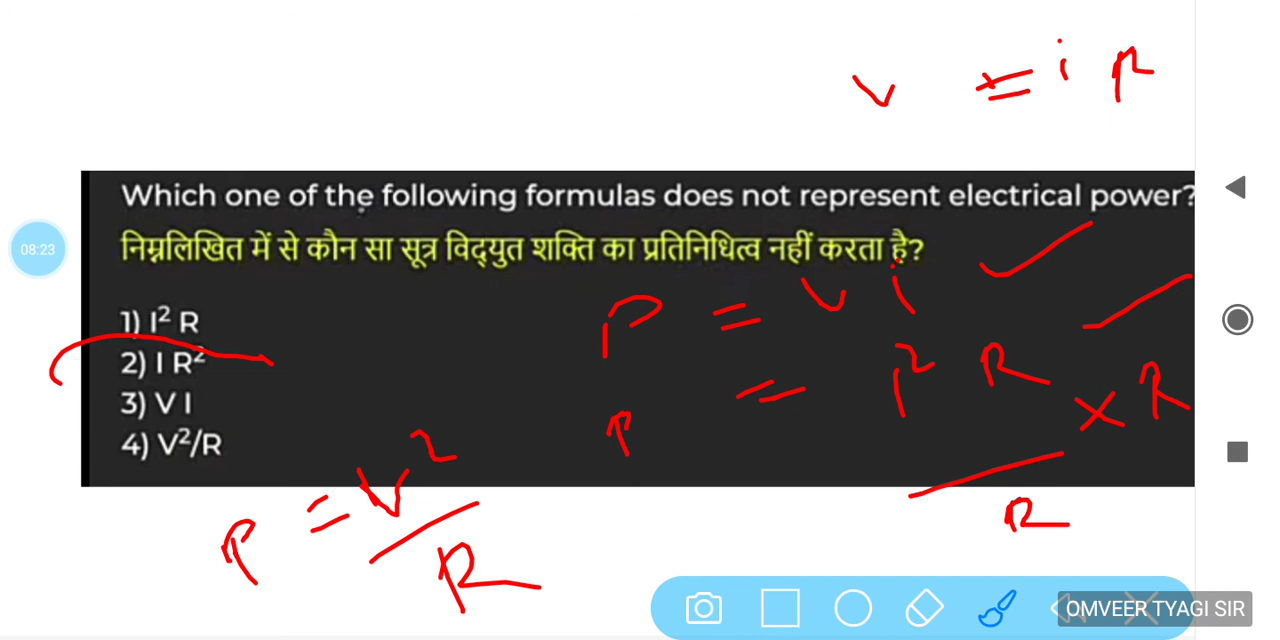 v = i R
Which one of the following formulas does not represent electrical power?
निम्नलिखित में से कौन सा सूत्र विद्युत शक्ति का प्रतिनिधित्व नहीं करता है?
08:23
1) I² R
P = v i
2) I R²
P = I² R × R
R
3) V I
4) V²/R
P = V²
R
OMVEER TYAGI SIR